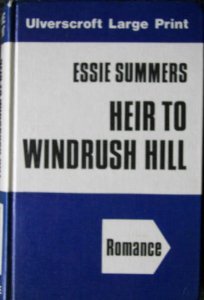 Ulverscroft Large Print
ESSIE SUMMERS
HEIR TO
WINDRUSH HILL
Romance